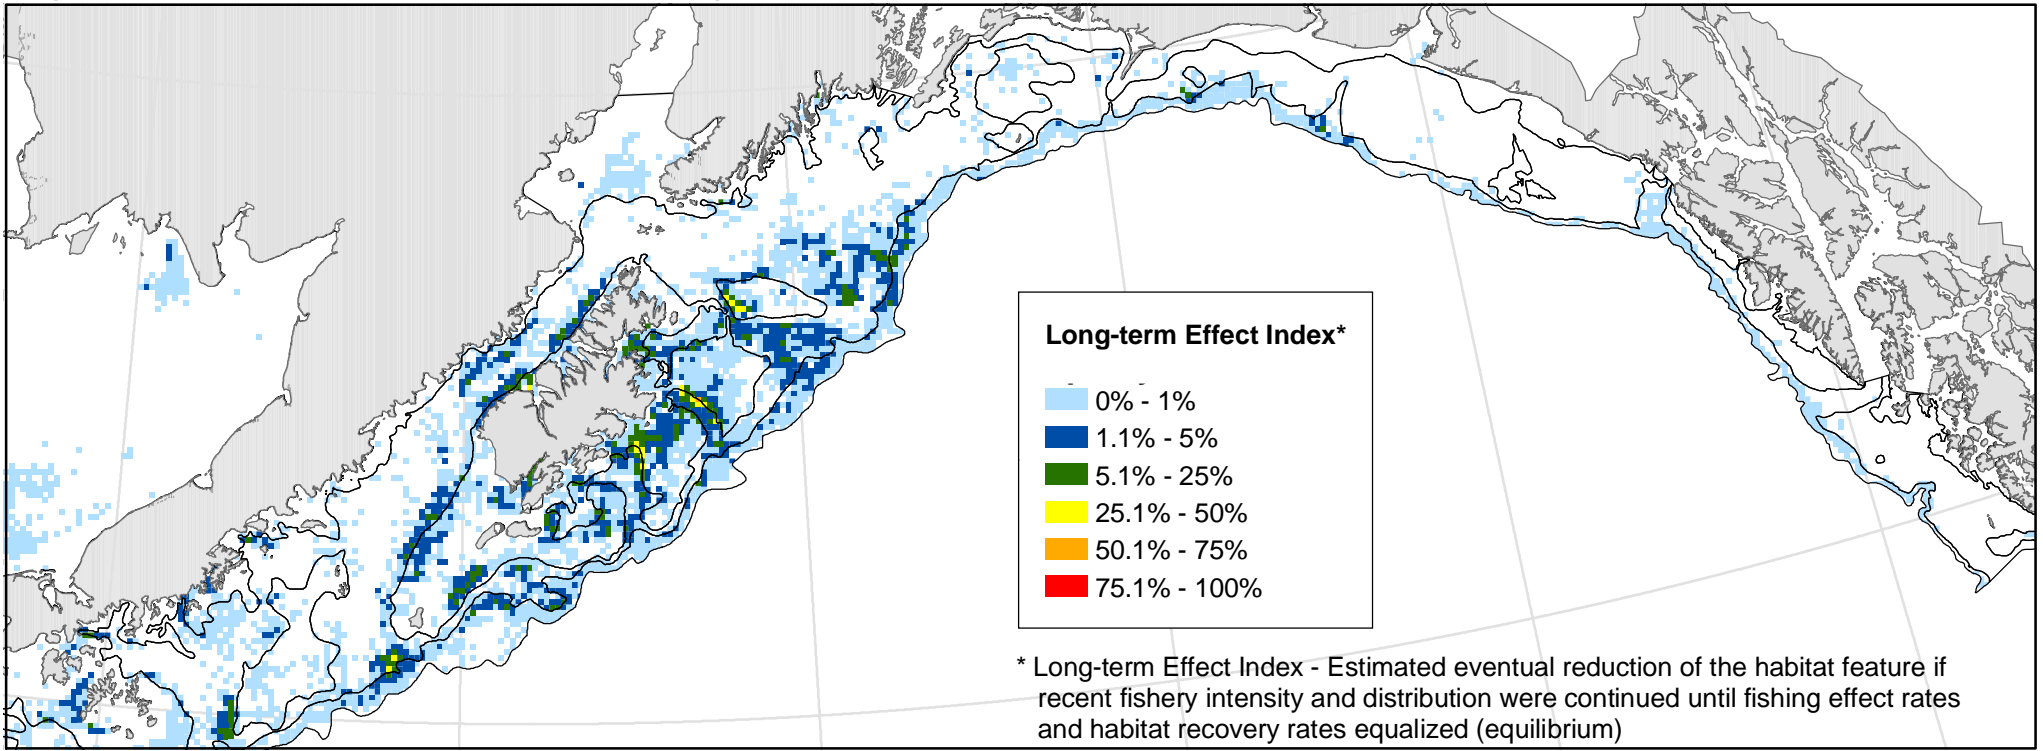 Long-term Effect Index*
0% - 1%
1.1% - 5%
5.1% - 25%
25.1% - 50%
50.1% - 75%
75.1% - 100%
* Long-term Effect Index - Estimated eventual reduction of the habitat feature if
recent fishery intensity and distribution were continued until fishing effect rates
and habitat recovery rates equalized (equilibrium)